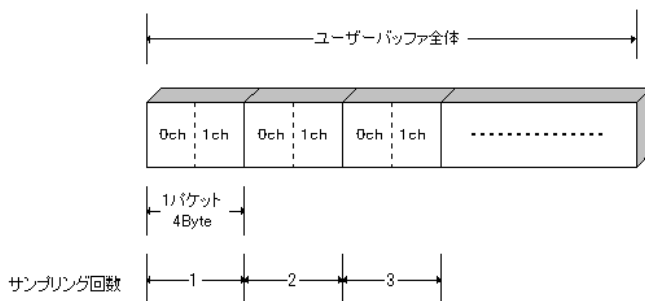 ユーザーバッファ全体
0ch 1ch 0ch 1ch 0ch 1ch
1パケット
4Byte
サンプリング回数 1 2 3